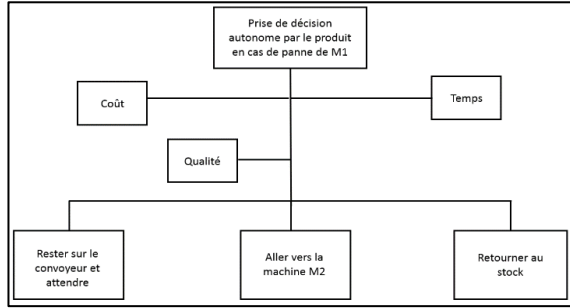 Prise de décision
autonome par le produit
en cas de panne de M1
Coût
Temps
Qualité
Rester sur le
convoyeur et
attendre
Aller vers la
machine M2
Retourner au
stock